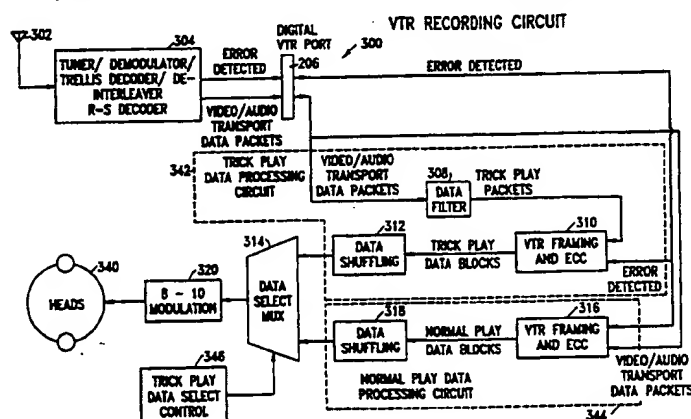 VTR RECORDING CIRCUIT
DIGITAL
VTR PORT
300
302
304
TUNER/ DEMODULATOR/
TRELLIS DECODER/ DE-
INTERLEAVER
R-S DECODER
ERROR
DETECTED
206
ERROR DETECTED
VIDEO/AUDIO
TRANSPORT
DATA PACKETS
342
TRICK PLAY
DATA PROCESSING
CIRCUIT
VIDEO/AUDIO
TRANSPORT
DATA PACKETS
308
DATA
FILTER
TRICK PLAY
PACKETS
314
312
DATA
SHUFFLING
TRICK PLAY
DATA BLOCKS
310
VTR FRAMING
AND ECC
340
HEADS
320
8 - 10
MODULATION
DATA
SELECT
MUX
ERROR
DETECTED
318
DATA
SHUFFLING
NORMAL PLAY
DATA BLOCKS
316
VTR FRAMING
AND ECC
346
TRICK PLAY
DATA SELECT
CONTROL
NORMAL PLAY DATA
PROCESSING CIRCUIT
VIDEO/AUDIO
TRANSPORT
DATA PACKETS
344